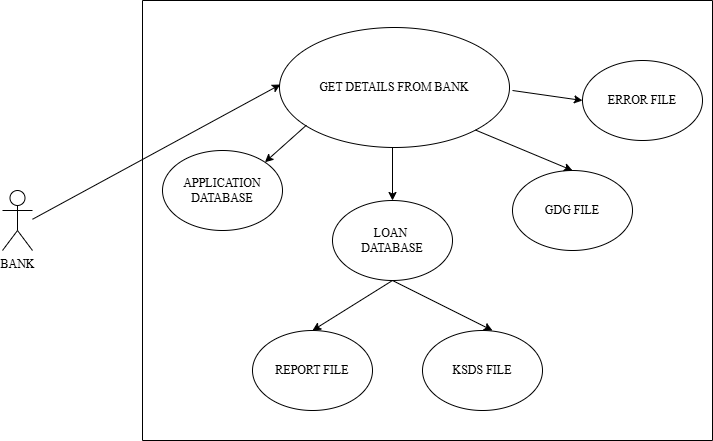 GET DETAILS FROM BANK
ERROR FILE
APPLICATION
DATABASE
GDG FILE
LOAN
DATABASE
BANK
REPORT FILE
KSDS FILE